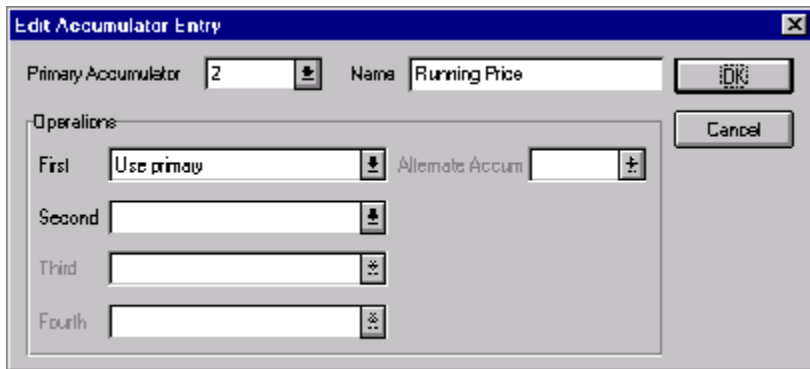 Edit Accumulator Entry
Primary Accumulator 2 Name Running Price OK
Operations Cancel
First Use primary Alternate Accum
Second
Third
Fourth